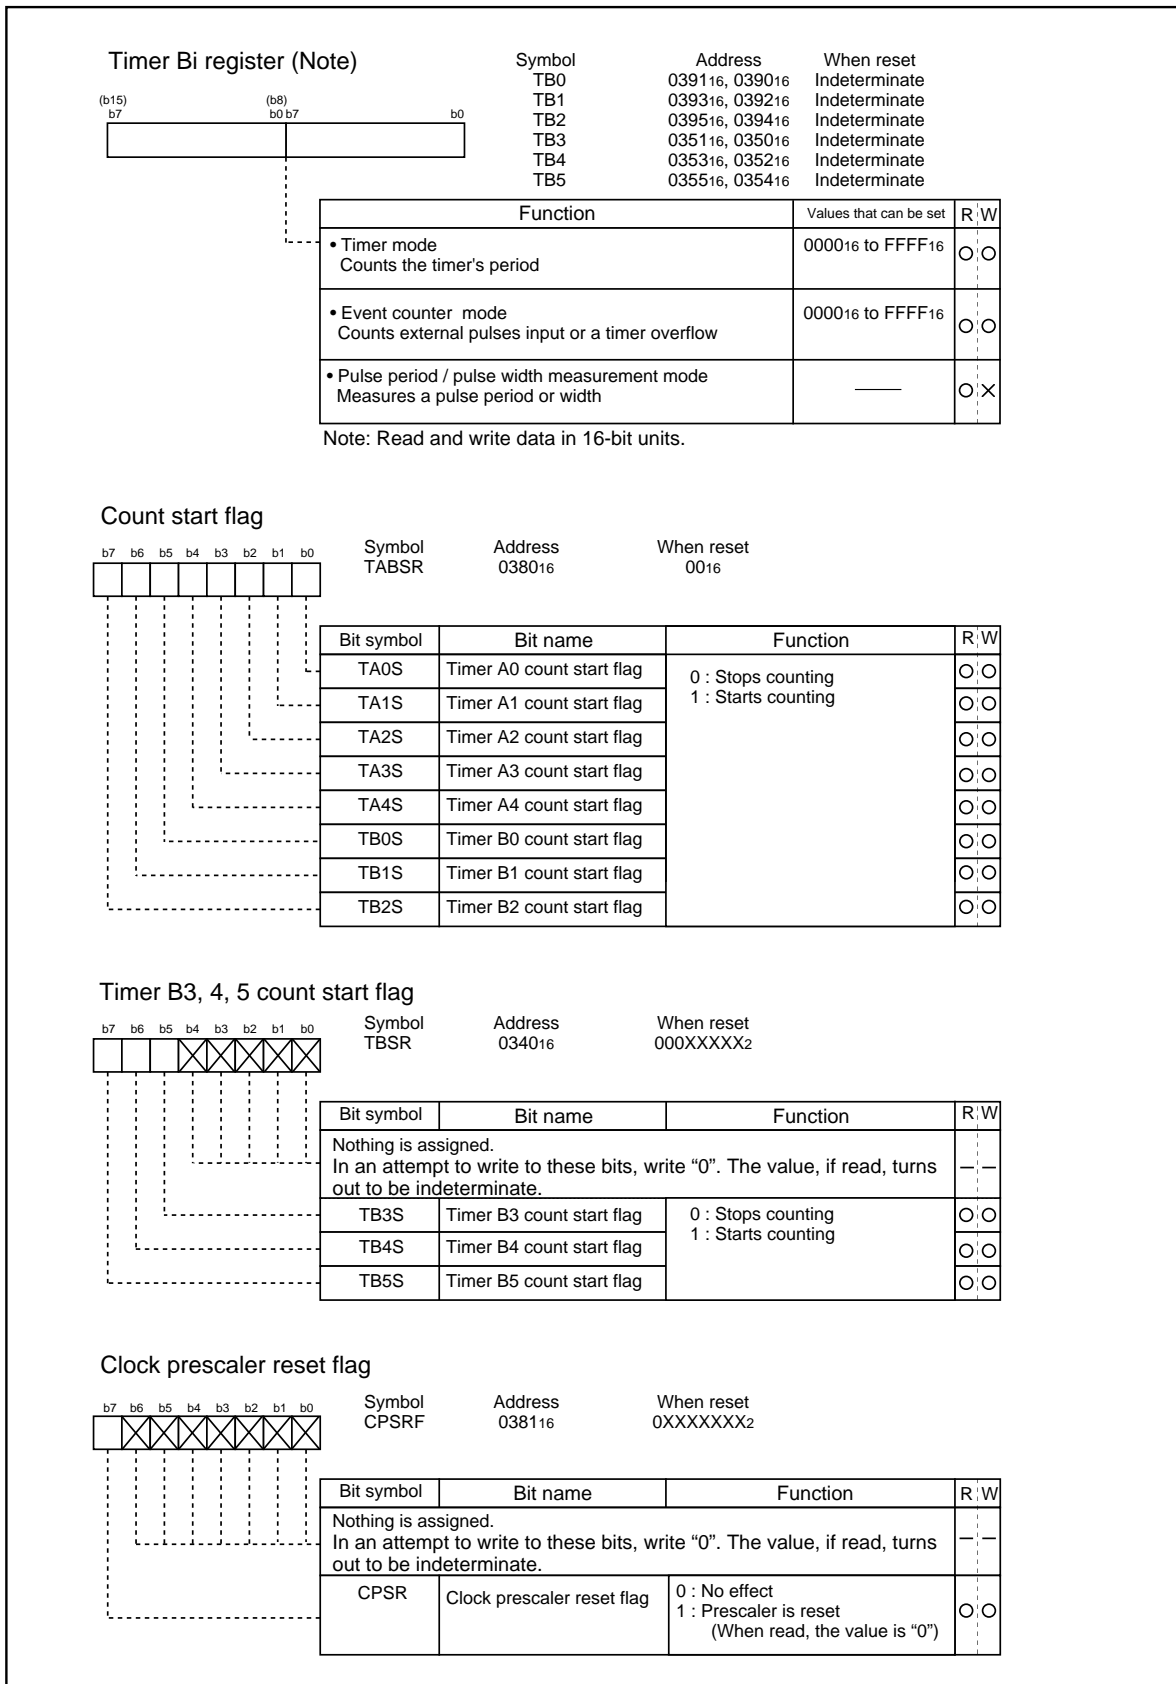 Timer Bi register (Note)
Symbol Address When reset
TB0 039116, 039016 Indeterminate
TB1 039316, 039216 Indeterminate
TB2 039516, 039416 Indeterminate
TB3 035116, 035016 Indeterminate
TB4 035316, 035216 Indeterminate
TB5 035516, 035416 Indeterminate
(b15) (b8)
b7 b0 b7 b0
Function Values that can be set R W
• Timer mode 000016 to FFFF16
Counts the timer's period
• Event counter mode 000016 to FFFF16
Counts external pulses input or a timer overflow
• Pulse period / pulse width measurement mode
Measures a pulse period or width
Note: Read and write data in 16-bit units.
Count start flag
Symbol Address When reset
TABSR 038016 0016
b7 b6 b5 b4 b3 b2 b1 b0
Bit symbol Bit name Function R W
TA0S Timer A0 count start flag 0 : Stops counting
TA1S Timer A1 count start flag 1 : Starts counting
TA2S Timer A2 count start flag
TA3S Timer A3 count start flag
TA4S Timer A4 count start flag
TB0S Timer B0 count start flag
TB1S Timer B1 count start flag
TB2S Timer B2 count start flag
Timer B3, 4, 5 count start flag
Symbol Address When reset
TBSR 034016 000XXXXX2
b7 b6 b5 b4 b3 b2 b1 b0
Bit symbol Bit name Function R W
Nothing is assigned.
In an attempt to write to these bits, write “0”. The value, if read, turns
out to be indeterminate.
TB3S Timer B3 count start flag 0 : Stops counting
TB4S Timer B4 count start flag 1 : Starts counting
TB5S Timer B5 count start flag
Clock prescaler reset flag
Symbol Address When reset
CPSRF 038116 0XXXXXXX2
b7 b6 b5 b4 b3 b2 b1 b0
Bit symbol Bit name Function R W
Nothing is assigned.
In an attempt to write to these bits, write “0”. The value, if read, turns
out to be indeterminate.
CPSR Clock prescaler reset flag 0 : No effect
1 : Prescaler is reset
(When read, the value is “0”)